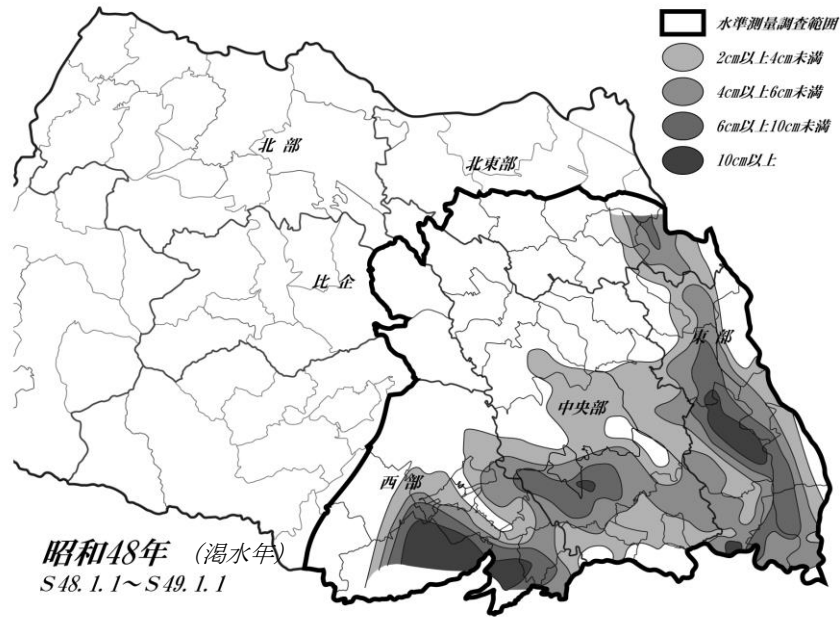 水準測量調査範囲
2cm以上4cm未満
4cm以上6cm未満
6cm以上10cm未満
10cm以上
北部
北東部
比企
東部
中央部
西部
昭和48年 (渇水年)
S48.1.1～S49.1.1